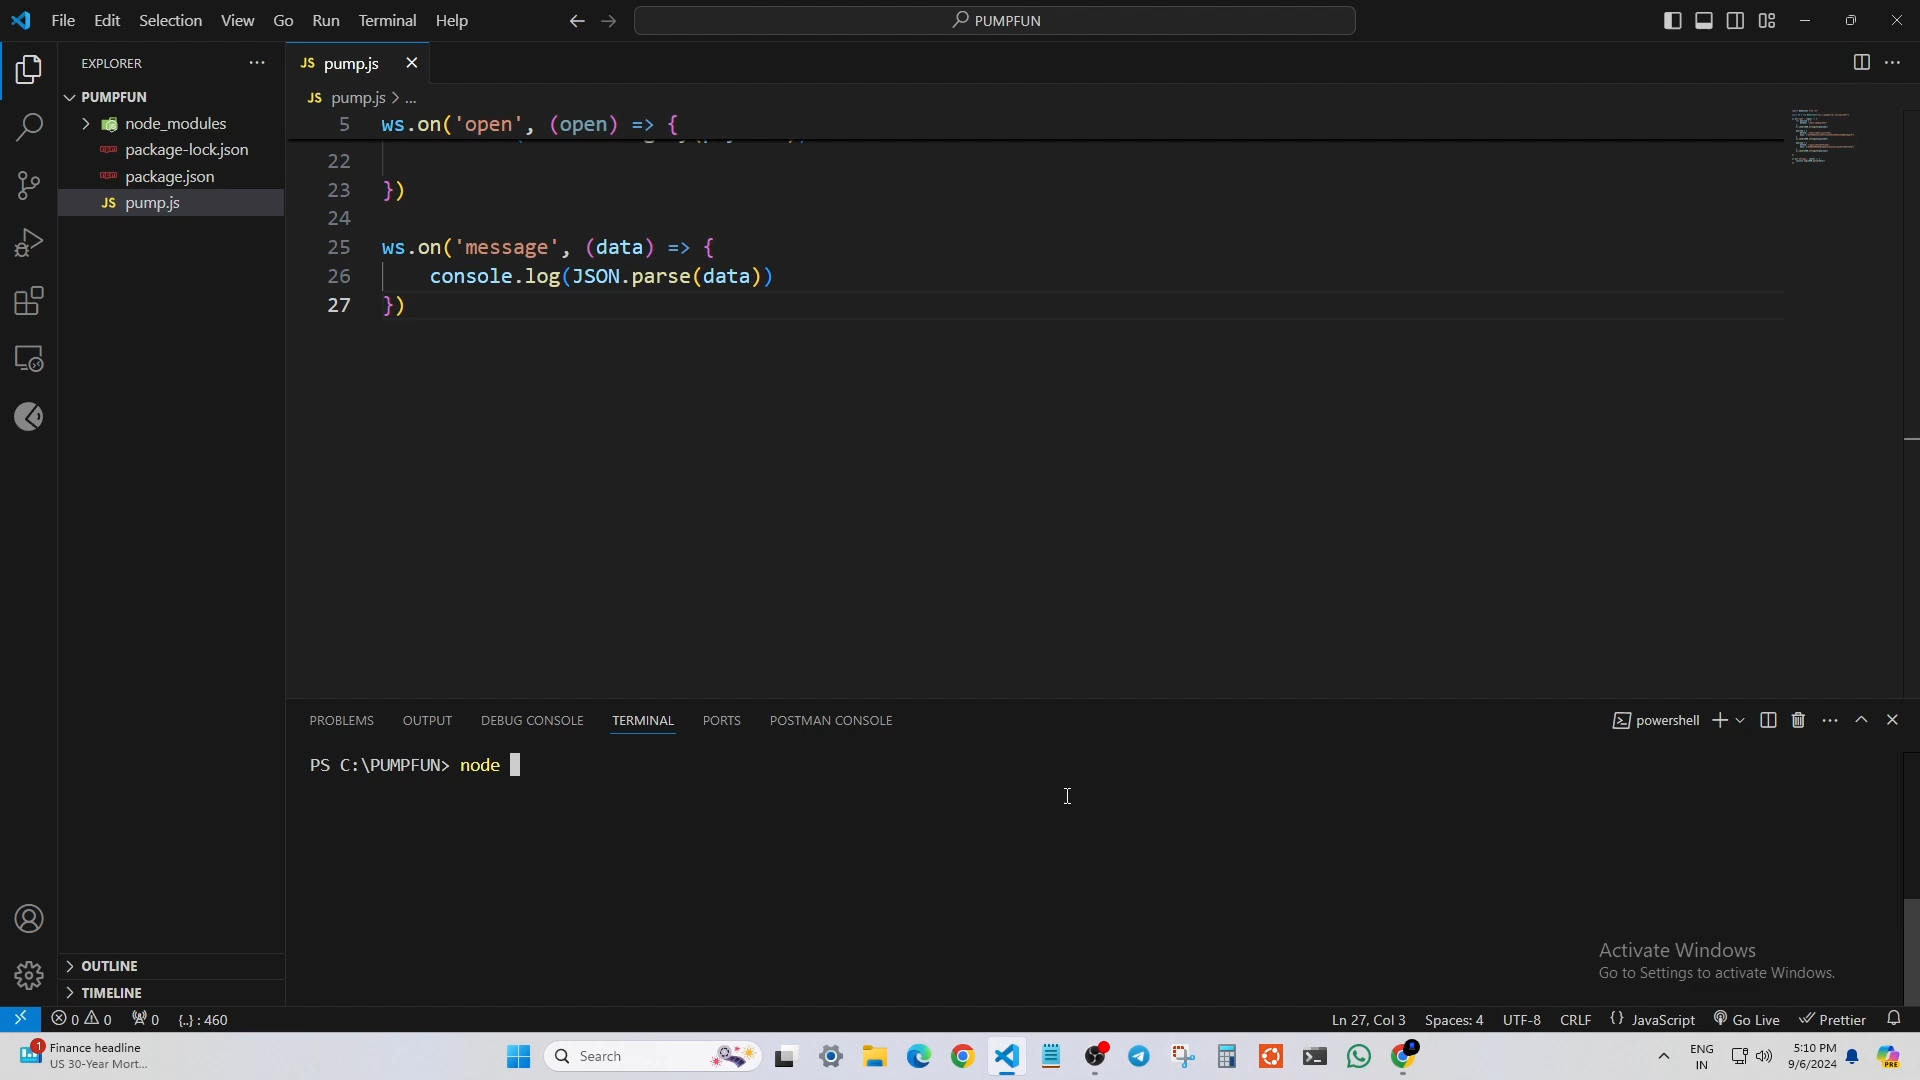 File Edit Selection View Go Run Terminal Help
PUMPFUN
EXPLORER
JS pump.js
PUMPFUN
JS pump.js > ...
node_modules
package-lock.json
package.json
JS pump.js
5 ws.on('open', (open) => {
22
23 })
24
25 ws.on('message', (data) => {
26 console.log(JSON.parse(data))
27 })
PROBLEMS OUTPUT DEBUG CONSOLE TERMINAL PORTS POSTMAN CONSOLE
powershell
PS C:\PUMPFUN> node
Activate Windows
Go to Settings to activate Windows.
OUTLINE
TIMELINE
0 0 0 {..} : 460
Ln 27, Col 3 Spaces: 4 UTF-8 CRLF {} JavaScript Go Live Prettier
1
Finance headline
US 30-Year Mort...
Search
PRE
ENG
IN
5:10 PM
9/6/2024